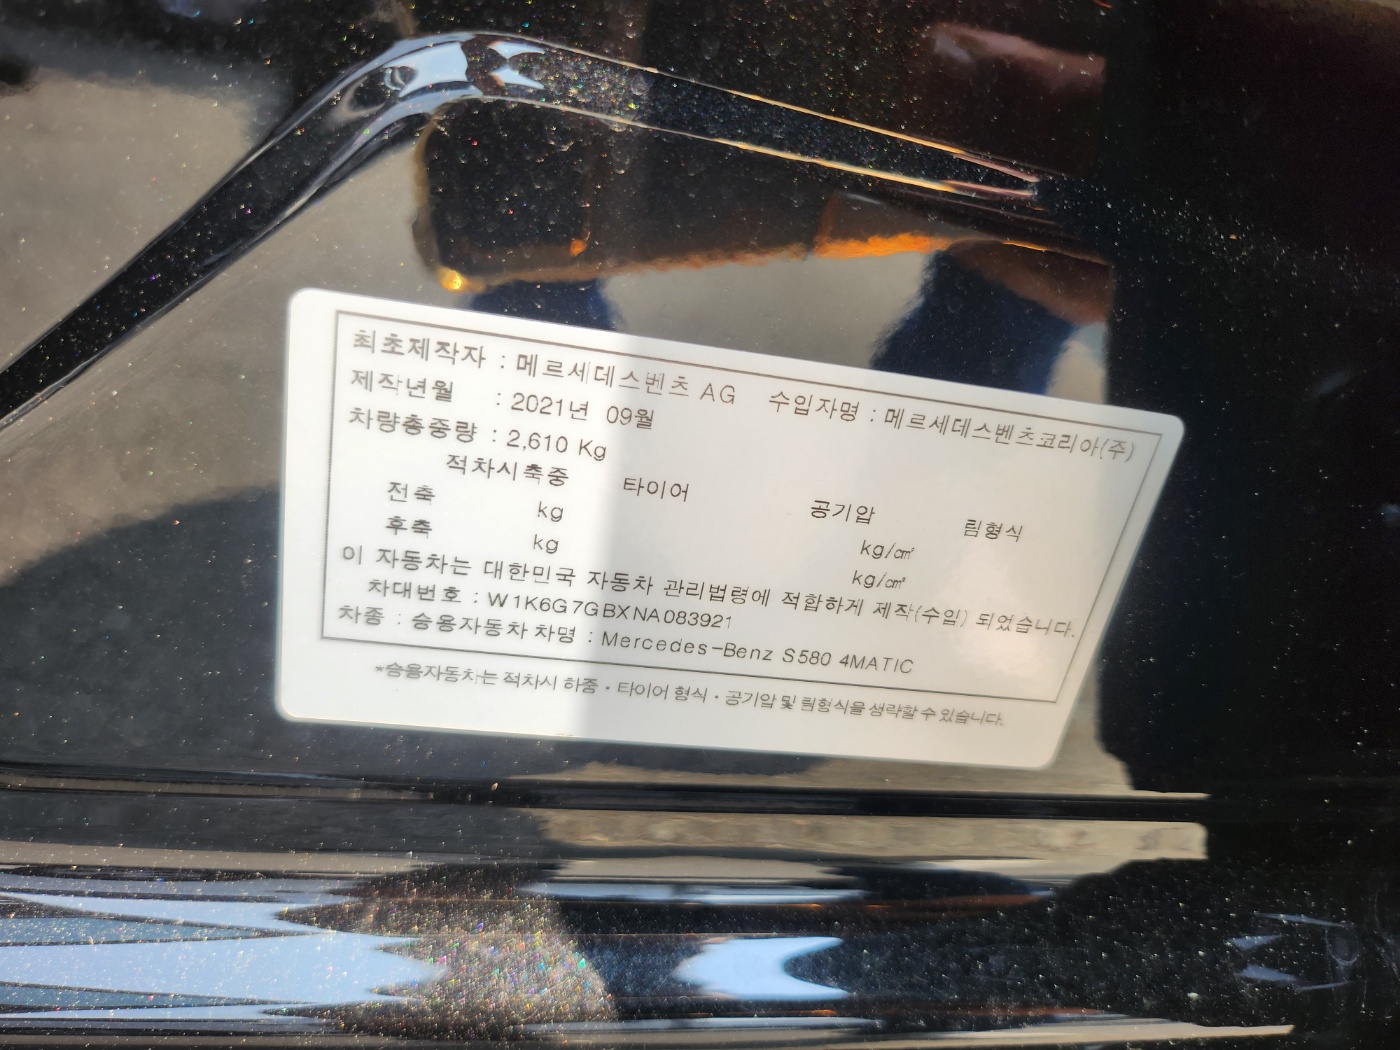 최초제작자 : 메르세데스벤츠 AG 수입자명 : 메르세데스벤츠코리아(주)
제작년월 : 2021년 09월
차량총중량 : 2,610 Kg
적차시축중 타이어 공기압 림형식
전축 kg kg/㎠
후축 kg kg/㎠
이 자동차는 대한민국 자동차 관리법령에 적합하게 제작(수입) 되었습니다.
차대번호 : W1K6G7GBXNA083921
차종 : 승용자동차 차명 : Mercedes-Benz S580 4MATIC
*승용자동차는 적차시 하중·타이어 형식·공기압 및 림형식을 생략할 수 있습니다.